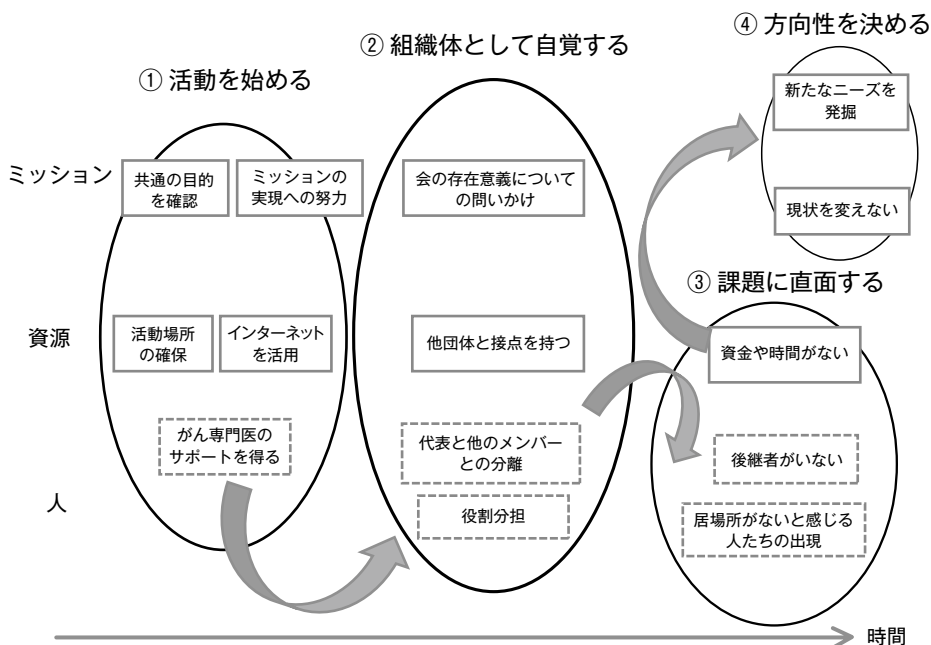 ① 活動を始める
② 組織体として自覚する
④ 方向性を決める
新たなニーズを
発掘
現状を変えない
ミッション
共通の目的
を確認
ミッションの
実現への努力
会の存在意義について
の問いかけ
③ 課題に直面する
資源
活動場所
の確保
インターネット
を活用
他団体と接点を持つ
資金や時間がない
人
がん専門医の
サポートを得る
代表と他のメンバー
との分離
役割分担
後継者がいない
居場所がないと感じる
人たちの出現
時間